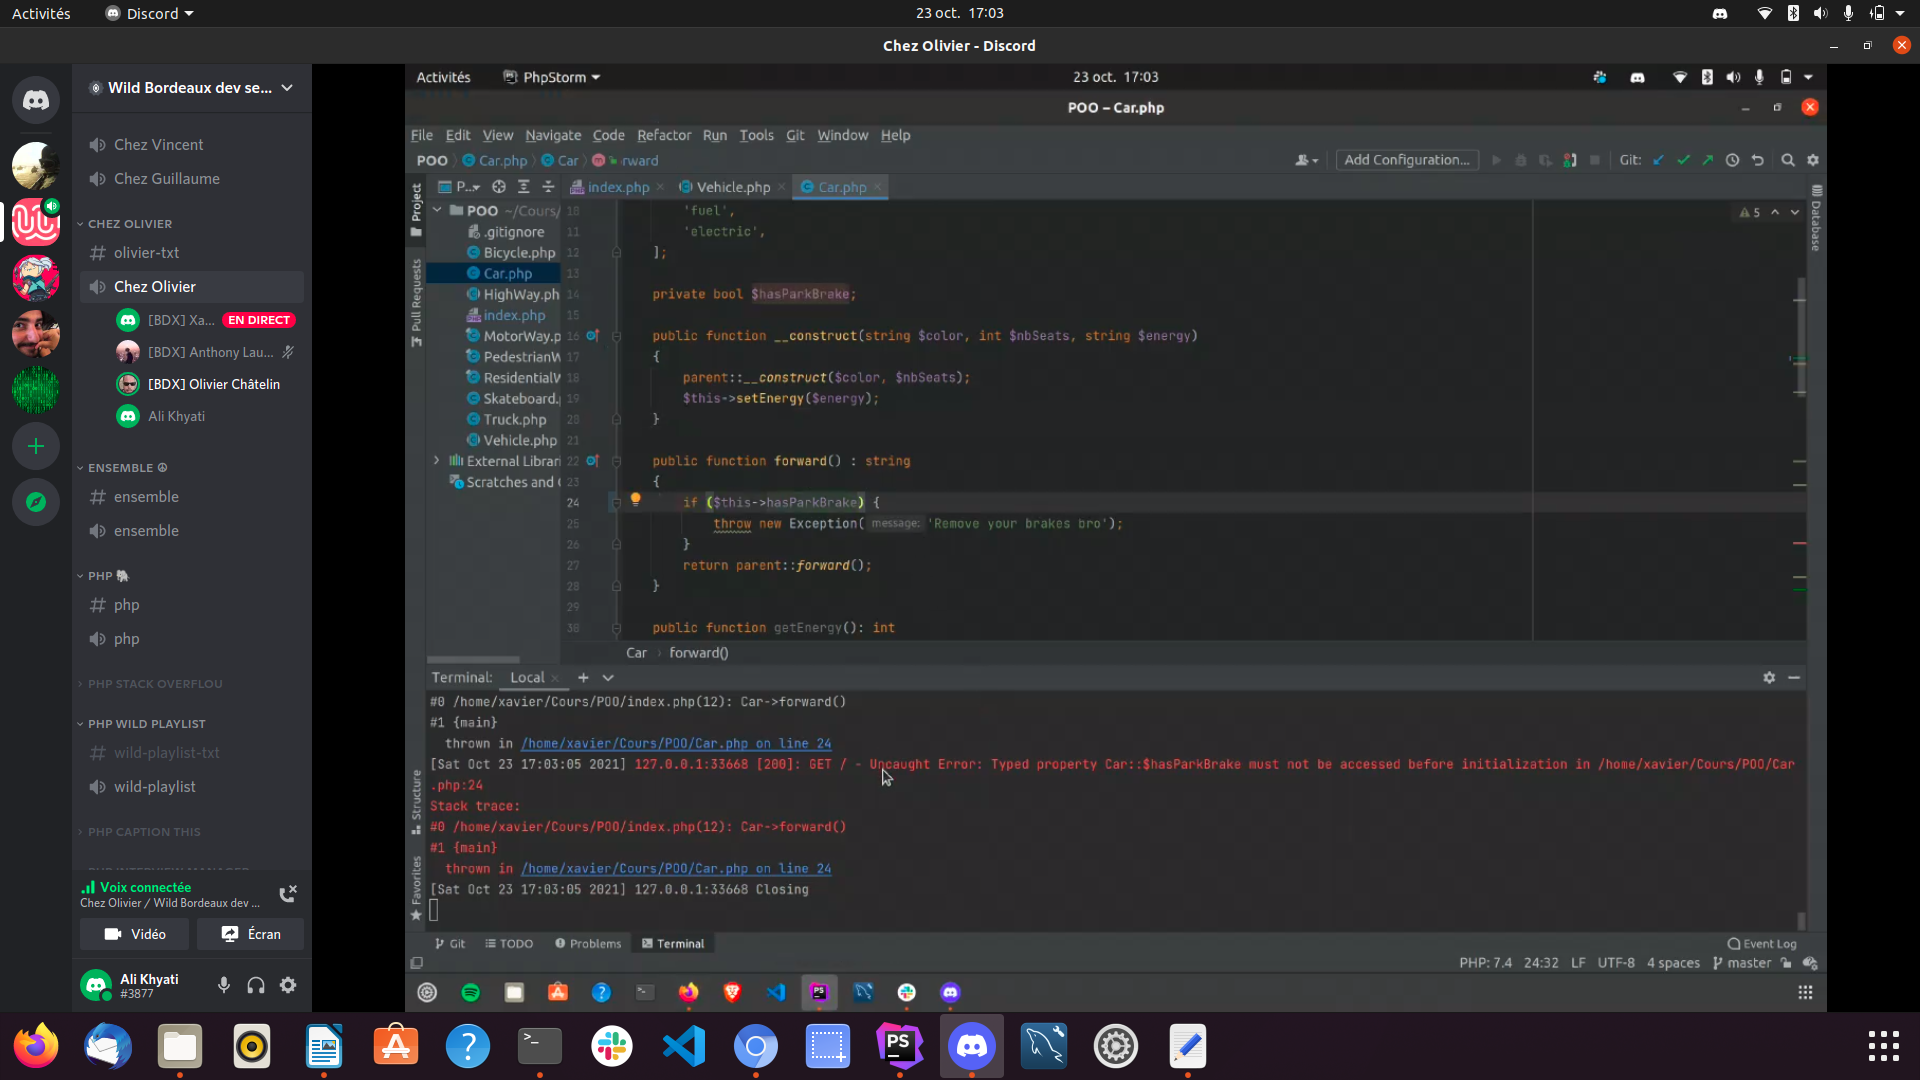 Activités
Discord
23 oct. 17:03
Chez Olivier - Discord
Wild Bordeaux dev se...
Chez Vincent
Chez Guillaume
CHEZ OLIVIER
olivier-txt
Chez Olivier
[BDX] Xa... EN DIRECT
[BDX] Anthony Lau...
[BDX] Olivier Châtelin
Ali Khyati
ENSEMBLE
ensemble
ensemble
PHP
php
php
PHP STACK OVERFLOU
PHP WILD PLAYLIST
wild-playlist-txt
wild-playlist
PHP CAPTION THIS
Voix connectée
Chez Olivier / Wild Bordeaux dev ...
Vidéo
Écran
Ali Khyati
#3877
Activités
PhpStorm
23 oct. 17:03
POO – Car.php
File Edit View Navigate Code Refactor Run Tools Git Window Help
POO Car.php Car rward
Add Configuration...
Git:
Project
Pull Requests
Structure
Favorites
Database
P...
index.php
Vehicle.php
Car.php
POO ~/Cours/
.gitignore
Bicycle.php
Car.php
HighWay.ph
index.php
MotorWay.p
PedestrianW
ResidentialW
Skateboard.
Truck.php
Vehicle.php
External Librar
Scratches and
5
10 'fuel',
11 'electric',
12 ];
13
14 private bool $hasParkBrake;
15
16 public function __construct(string $color, int $nbSeats, string $energy)
17 {
18 parent::__construct($color, $nbSeats);
19 $this->setEnergy($energy);
20 }
21
22 public function forward() : string
23 {
24 if ($this->hasParkBrake) {
25 throw new Exception( message: 'Remove your brakes bro');
26 }
27 return parent::forward();
28 }
29
30 public function getEnergy(): int
Car forward()
Terminal: Local
#0 /home/xavier/Cours/POO/index.php(12): Car->forward()
#1 {main}
thrown in /home/xavier/Cours/POO/Car.php on line 24
[Sat Oct 23 17:03:05 2021] 127.0.0.1:33668 [200]: GET / - Uncaught Error: Typed property Car::$hasParkBrake must not be accessed before initialization in /home/xavier/Cours/POO/Car
.php:24
Stack trace:
#0 /home/xavier/Cours/POO/index.php(12): Car->forward()
#1 {main}
thrown in /home/xavier/Cours/POO/Car.php on line 24
[Sat Oct 23 17:03:05 2021] 127.0.0.1:33668 Closing
Git TODO Problems Terminal
Event Log
PHP: 7.4 24:32 LF UTF-8 4 spaces master
PS
PS